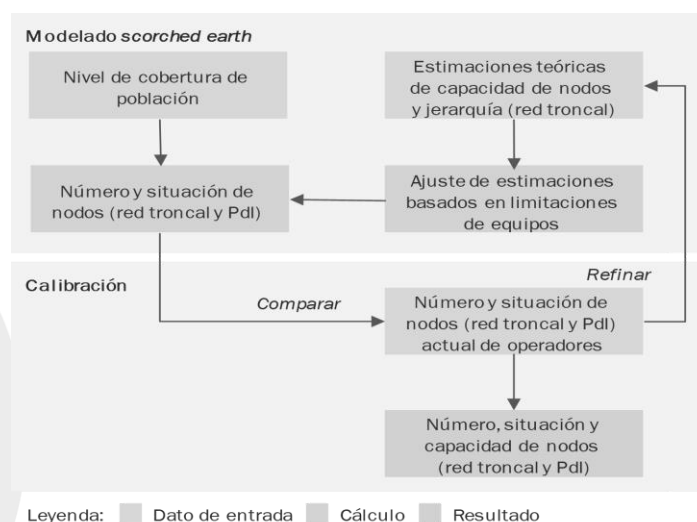 Modelado scorched earth
Nivel de cobertura de
población
Estimaciones teóricas
de capacidad de nodos
y jerarquía (red troncal)
Número y situación de
nodos (red troncal y PdI)
Ajuste de estimaciones
basados en limitaciones
de equipos
Calibración
Comparar
Refinar
Número y situación de
nodos (red troncal y PdI)
actual de operadores
Número, situación y
capacidad de nodos
(red troncal y PdI)
Leyenda: Dato de entrada Cálculo Resultado